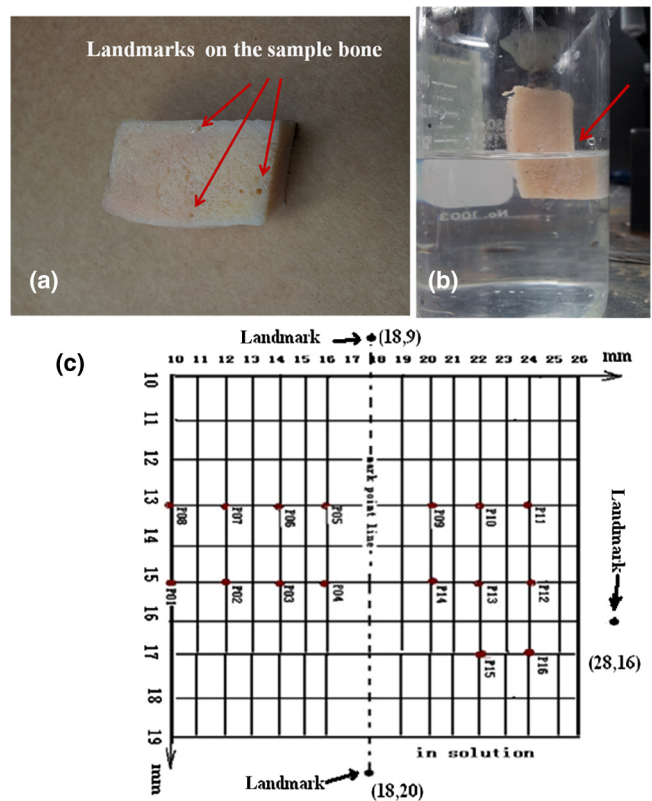 Landmarks on the sample bone
(a)
No.1003
(b)
(c)
Landmark
(18,9)
10 11 12 13 14 15 16 17 18 19 20 21 22 23 24 25 26
mm
10
11
12
13
14
15
16
17
18
19
mm
mark point line
P08
P07
P06
P05
P09
P10
P11
P01
P02
P03
P04
P14
P13
P12
P15
P16
Landmark
(28,16)
in solution
Landmark
(18,20)